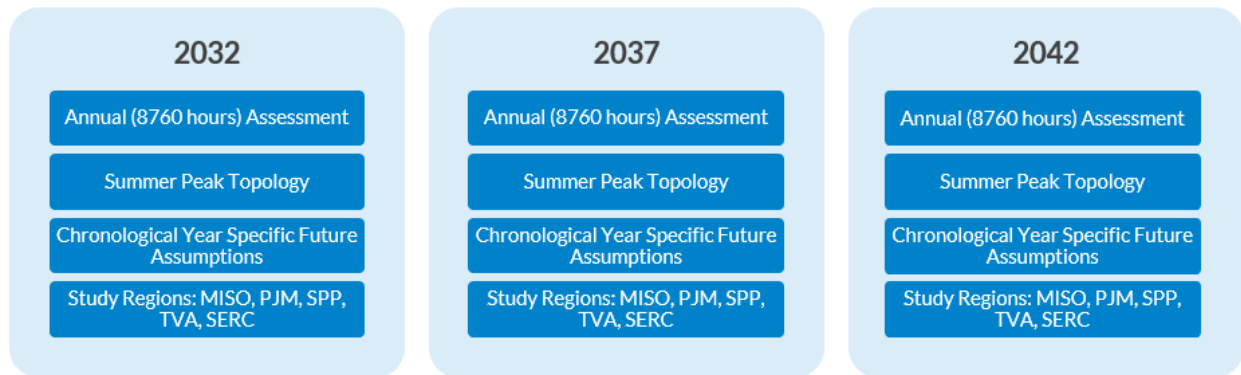 2032
Annual (8760 hours) Assessment
Summer Peak Topology
Chronological Year Specific Future
Assumptions
Study Regions: MISO, PJM, SPP,
TVA, SERC
2037
Annual (8760 hours) Assessment
Summer Peak Topology
Chronological Year Specific Future
Assumptions
Study Regions: MISO, PJM, SPP,
TVA, SERC
2042
Annual (8760 hours) Assessment
Summer Peak Topology
Chronological Year Specific Future
Assumptions
Study Regions: MISO, PJM, SPP,
TVA, SERC